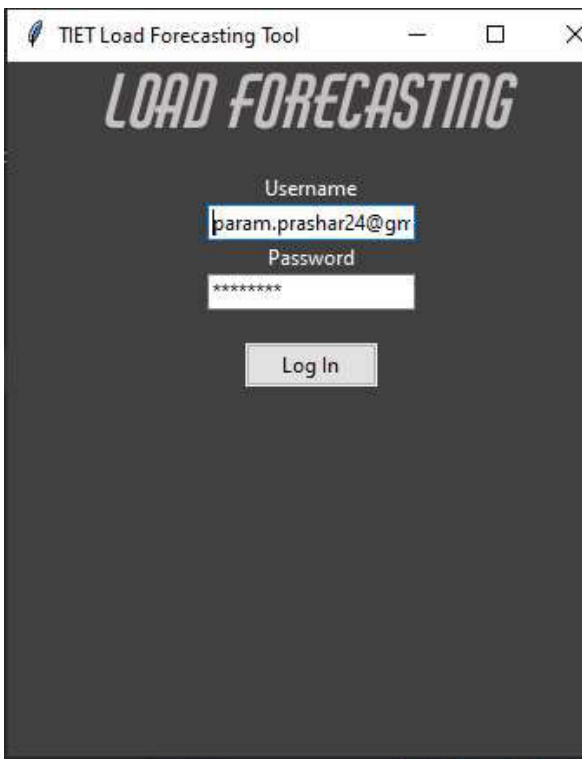 TIET Load Forecasting Tool
LOAD FORECASTING
Username
param.prashar24@gm
Password
********
Log In